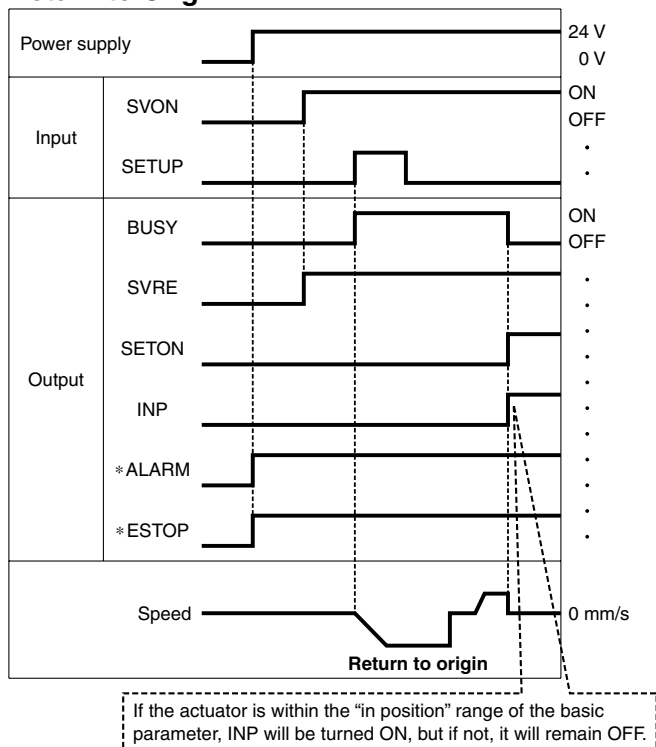 Power supply
24 V
0 V
Input
SVON
ON
OFF
SETUP
Output
BUSY
ON
OFF
SVRE
SETON
INP
*ALARM
*ESTOP
Speed
0 mm/s
Return to origin
If the actuator is within the “in position” range of the basic
parameter, INP will be turned ON, but if not, it will remain OFF.